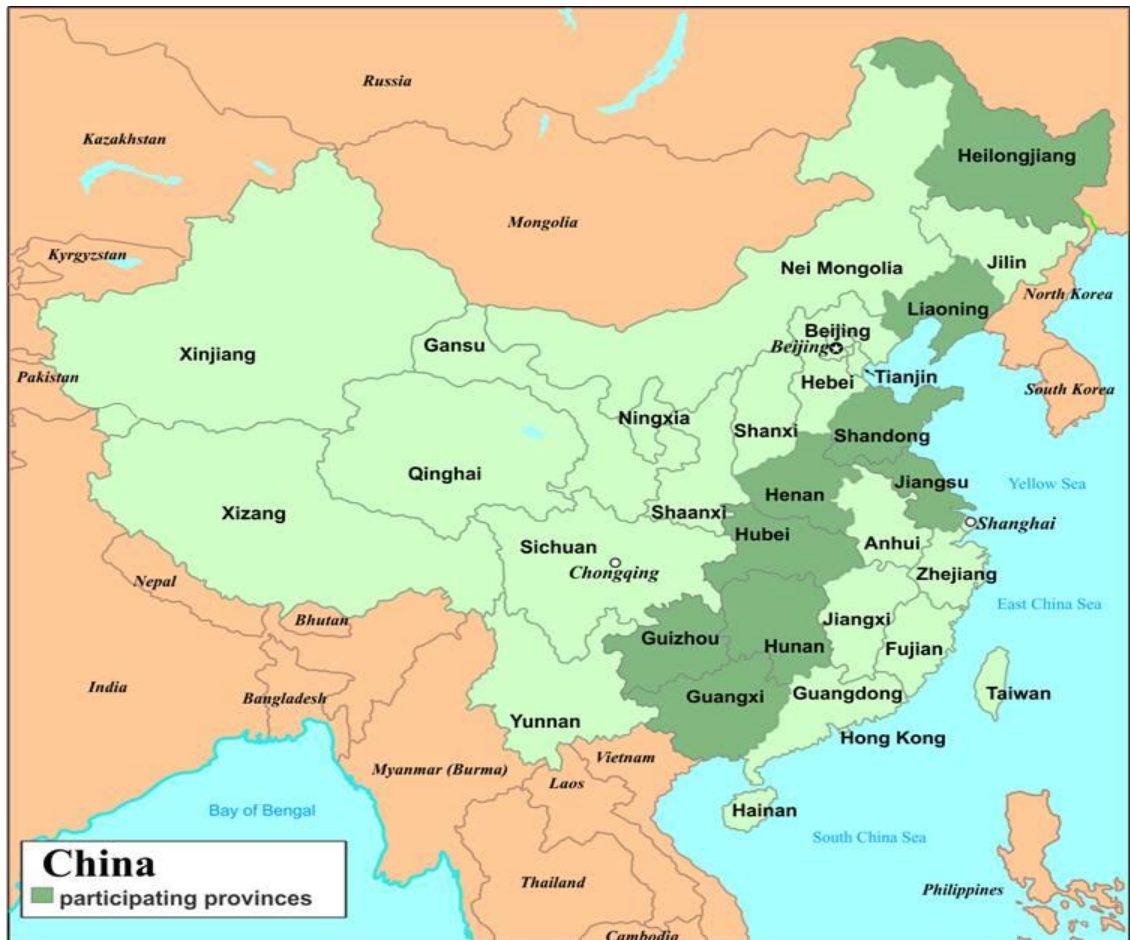 Russia
Kazakhstan
Heilongjiang
Mongolia
Kyrgyzstan
Nei Mongolia
Jilin
North Korea
Liaoning
Beijing
Beijing
Gansu
Xinjiang
Pakistan
Tianjin
Hebei
South Korea
Ningxia
Shanxi
Shandong
Qinghai
Jiangsu
Yellow Sea
Henan
Xizang
Shaanxi
Shanghai
Hubei
Anhui
Sichuan
Chongqing
Zhejiang
Nepal
East China Sea
Bhutan
Jiangxi
Guizhou
Hunan
Fujian
India
Bangladesh
Guangxi
Guangdong
Taiwan
Yunnan
Hong Kong
Vietnam
Myanmar (Burma)
Laos
Bay of Bengal
Hainan
South China Sea
China
participating provinces
Thailand
Philippines
Cambodia